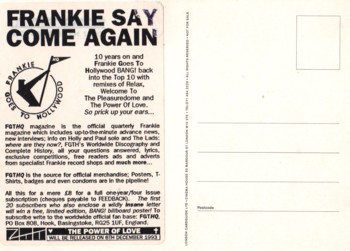 FRANKIE SAY
COME AGAIN
FRANKIE
GOES TO HOLLYWOOD
10 years on and
Frankie Goes To
Hollywood BANG! back
into the Top 10 with
remixes of Relax,
Welcome To
The Pleasuredome and
The Power Of Love.
So prick up your ears...
FGTHQ magazine is the official quarterly Frankie
magazine which includes up-to-the-minute advance news,
new interviews; info on Holly and Paul solo and The Lads:
where are they now?, FGTH's Worldwide Discography and
Complete History, all your questions answered, lyrics,
exclusive competitions, free readers ads and adverts
from specialist Frankie record shops and much more...
FGTHQ is the source for official merchandise; Posters, T-
Shirts, badges and even condoms are in the pipeline!
All this for a mere £8 for a full one-year/four issue
subscription (cheques payable to FEEDBACK). The first
20 subscribers who also enclose a wildly insane letter
will win a free, limited edition, BANG! billboard poster! To
subscribe write to the worldwide official fan base: FGTHQ,
PO Box 808, Hook, Basingstoke, RG25 1UF, England.
THE POWER OF LOVE
WILL BE RELEASED ON 6TH DECEMBER 1993
Postcode